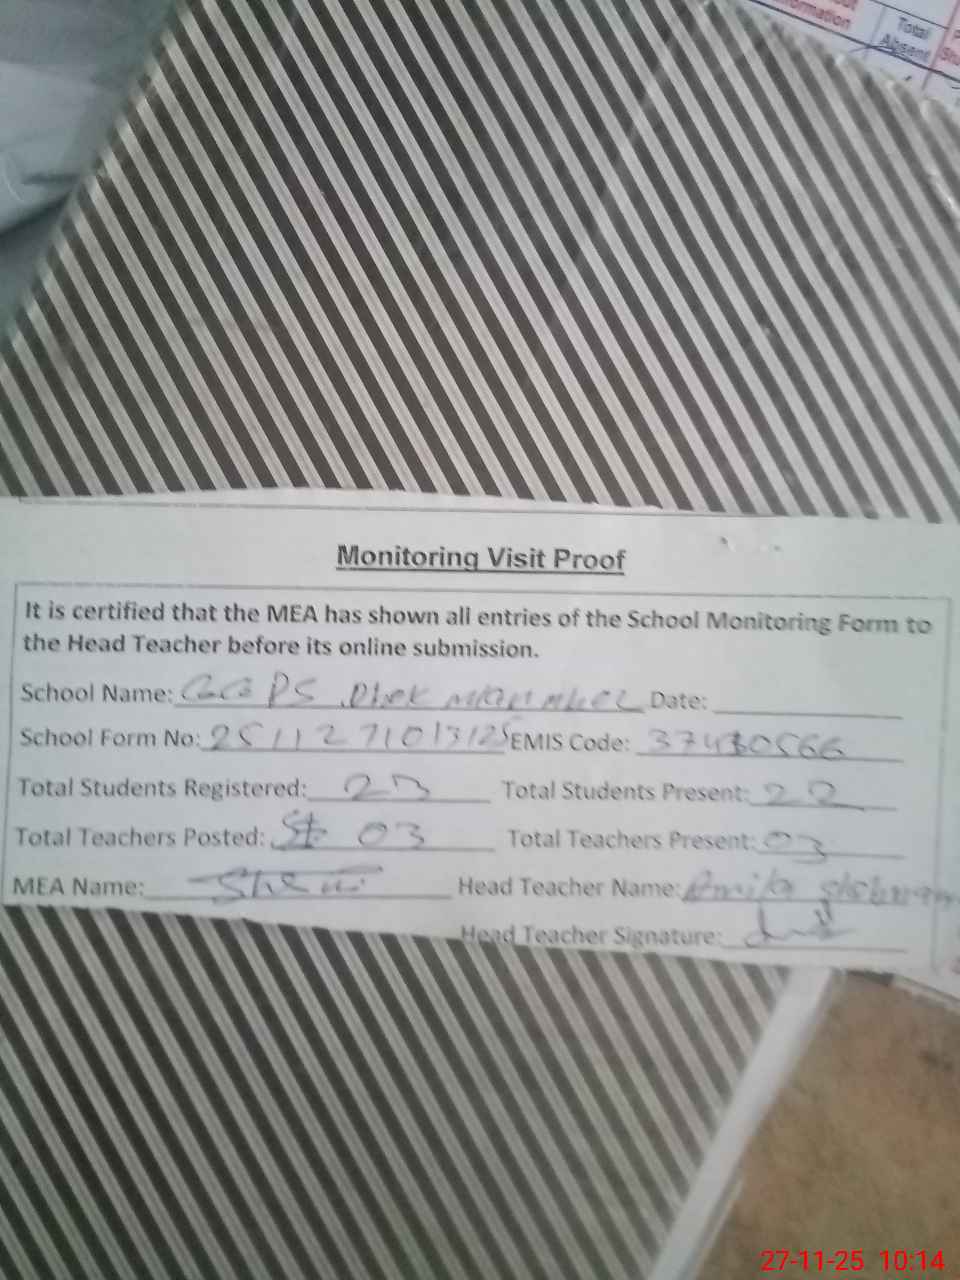 Total
Absent
Monitoring Visit Proof
It is certified that the MEA has shown all entries of the School Monitoring Form to
the Head Teacher before its online submission.
School Name: GGPS Dhok Date:
School Form No: EMIS Code:
Total Students Registered: 23 Total Students Present: 22
Total Teachers Posted: 03 Total Teachers Present: 03
MEA Name: Head Teacher Name:
Head Teacher Signature:
27-11-25 10:14